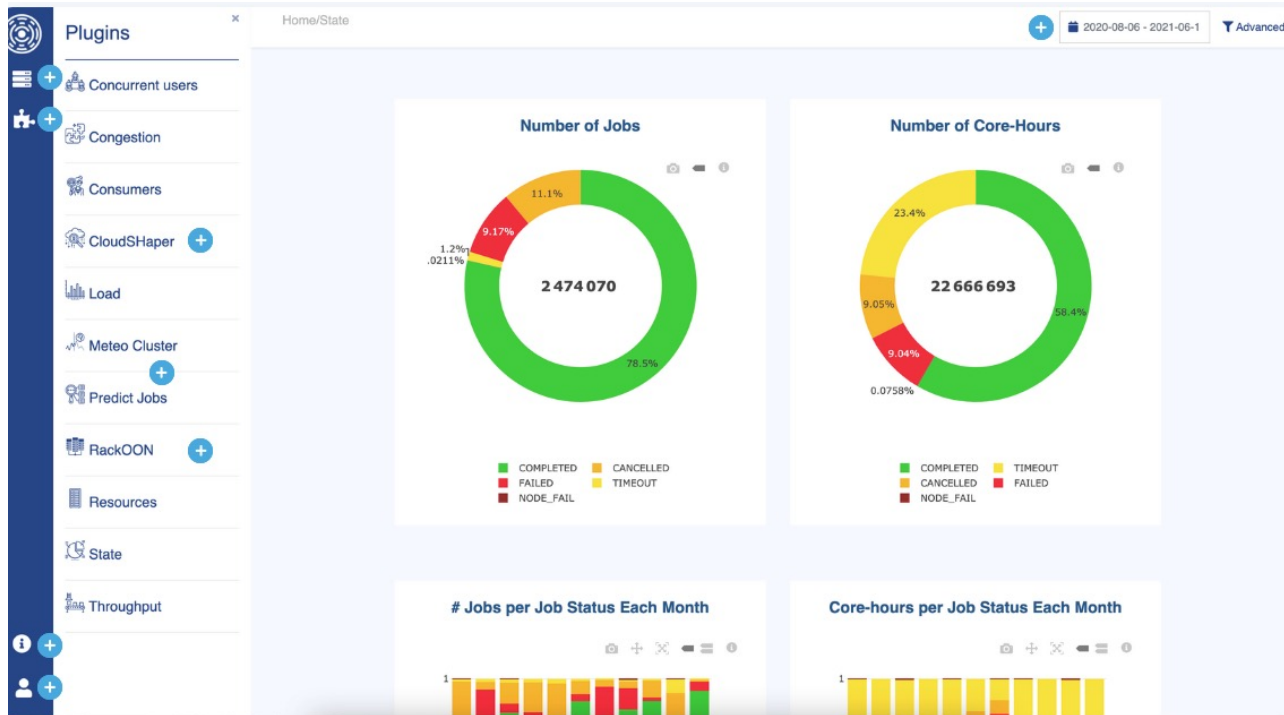 Plugins
×
Concurrent users
Congestion
Consumers
CloudSHaper
Load
Meteo Cluster
Predict Jobs
RackOON
Resources
State
Throughput
Home/State
2020-08-06 - 2021-06-1
Advanced
Number of Jobs
11.1%
9.17%
1.2%
.0211%
2 474 070
78.5%
COMPLETED CANCELLED
FAILED TIMEOUT
NODE_FAIL
Number of Core-Hours
23.4%
9.05%
22 666 693
58.4%
9.04%
0.0758%
COMPLETED TIMEOUT
CANCELLED FAILED
NODE_FAIL
# Jobs per Job Status Each Month
1
Core-hours per Job Status Each Month
1